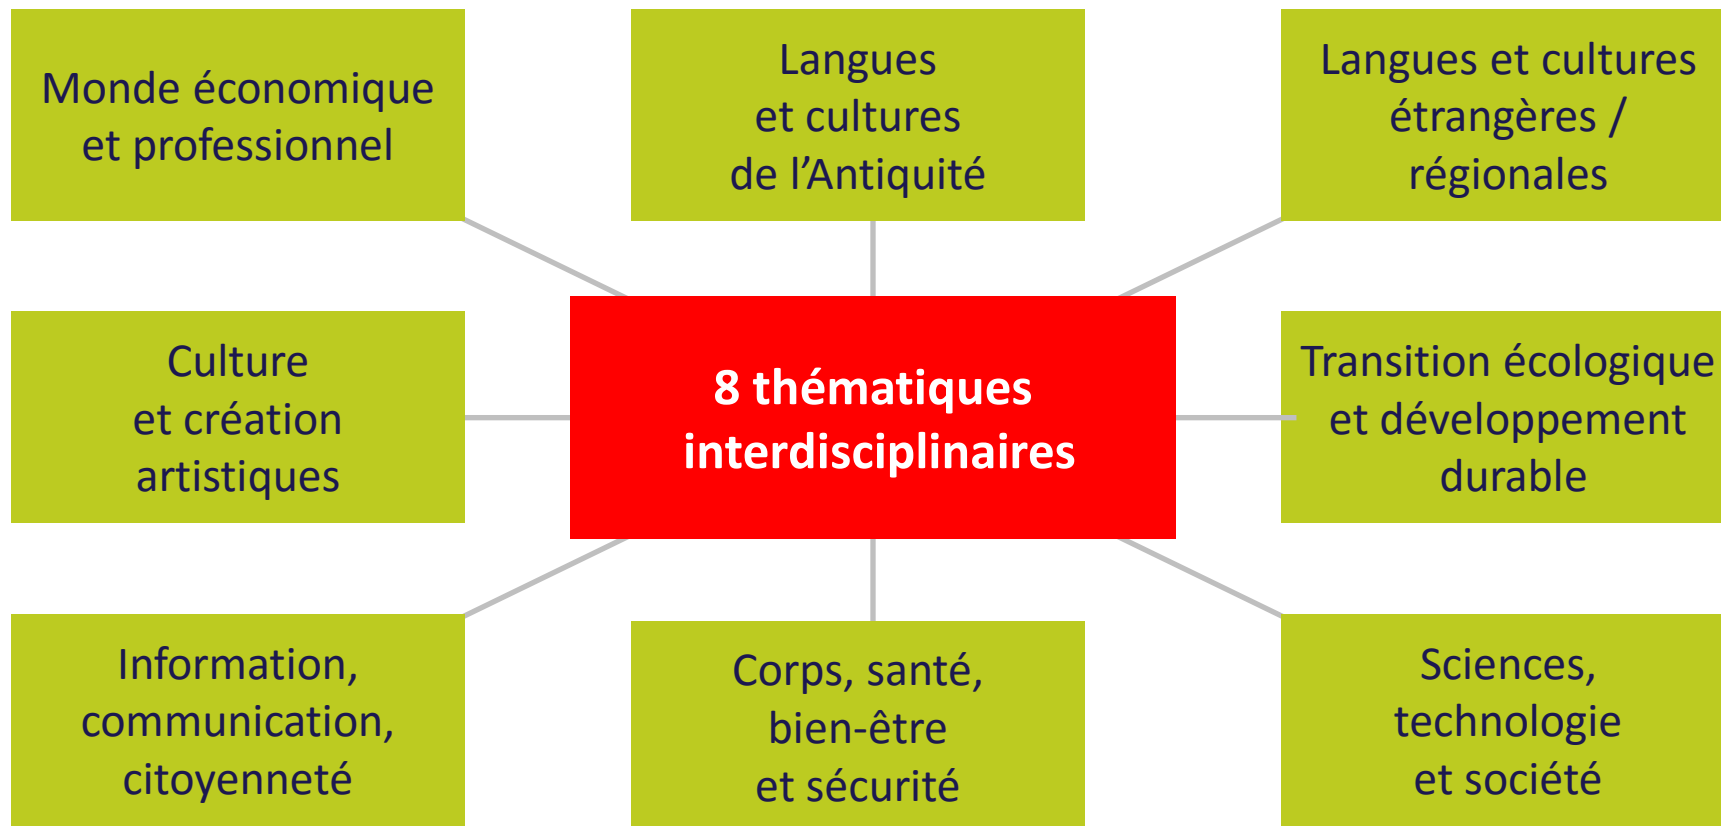 Monde économique
et professionnel
Langues
et cultures
de l’Antiquité
Langues et cultures
étrangères /
régionales
Culture
et création
artistiques
8 thématiques
interdisciplinaires
Transition écologique
et développement
durable
Information,
communication,
citoyenneté
Corps, santé,
bien-être
et sécurité
Sciences,
technologie
et société